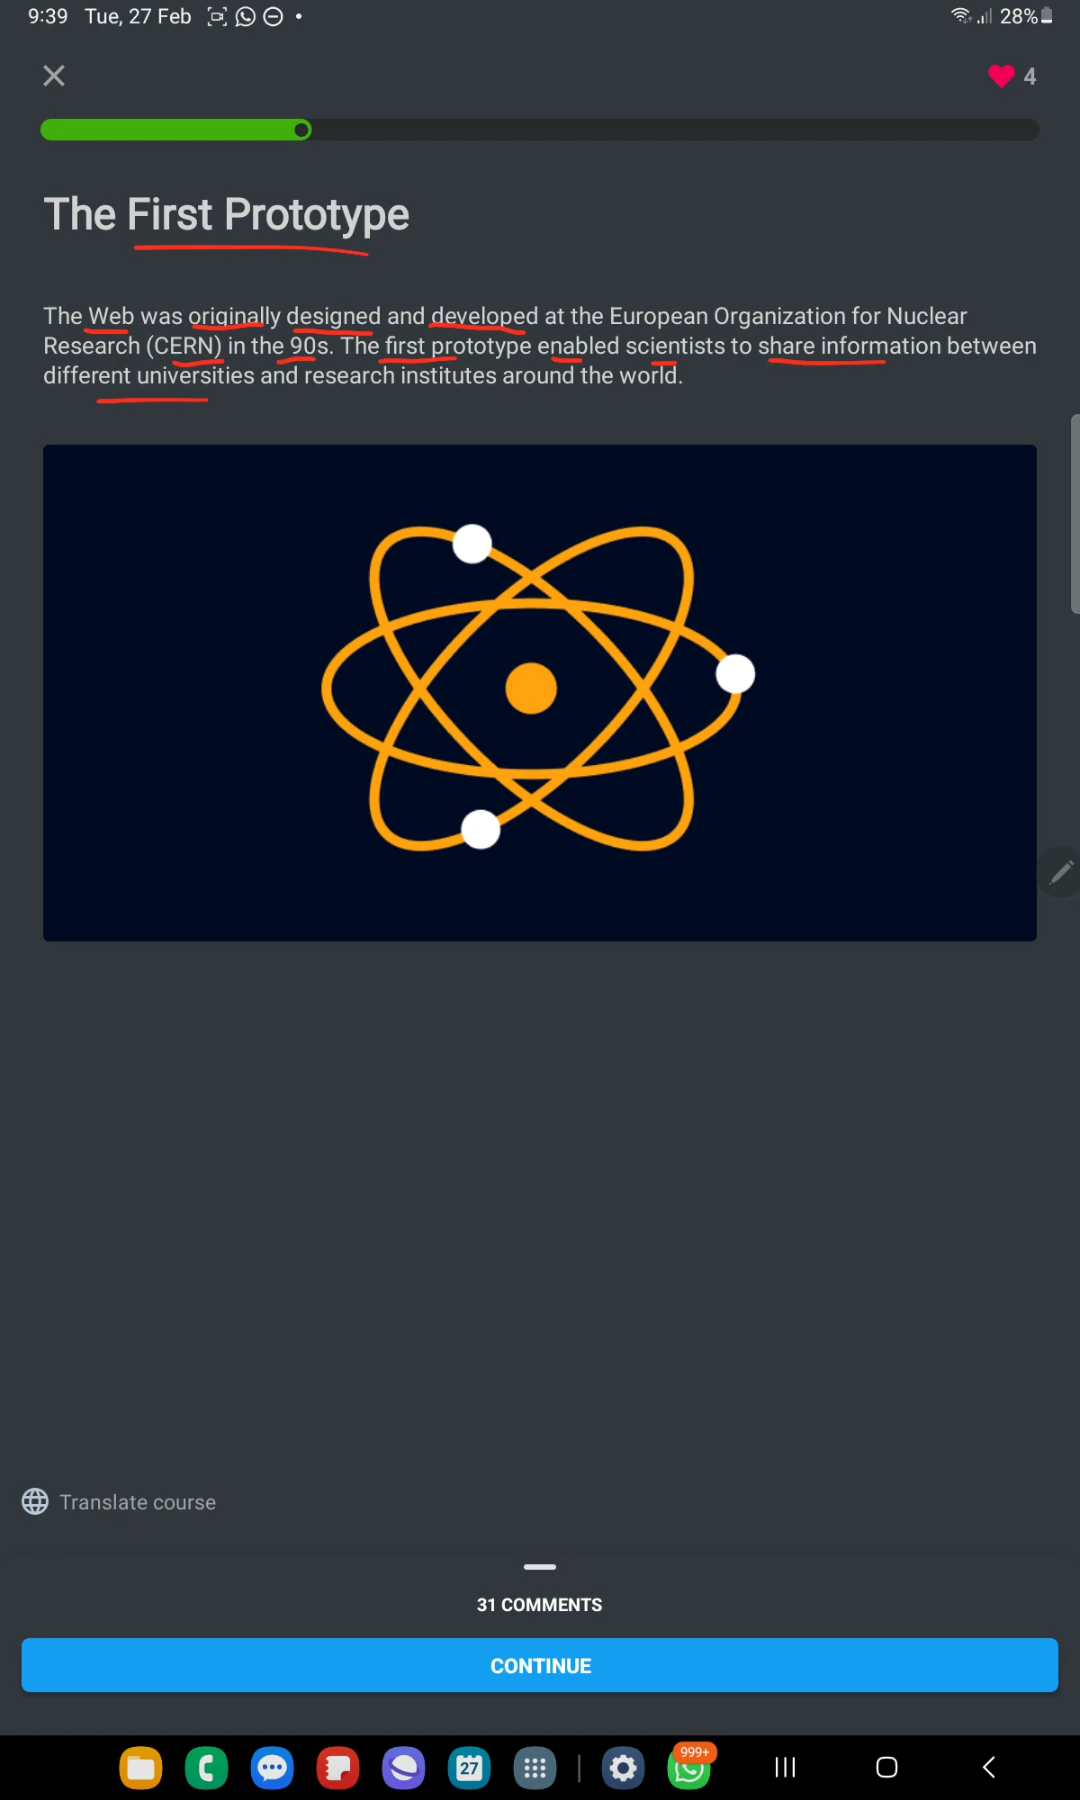 9:39 Tue, 27 Feb
28%
4
The First Prototype
The Web was originally designed and developed at the European Organization for Nuclear
Research (CERN) in the 90s. The first prototype enabled scientists to share information between
different universities and research institutes around the world.
Translate course
31 COMMENTS
CONTINUE
27
999+